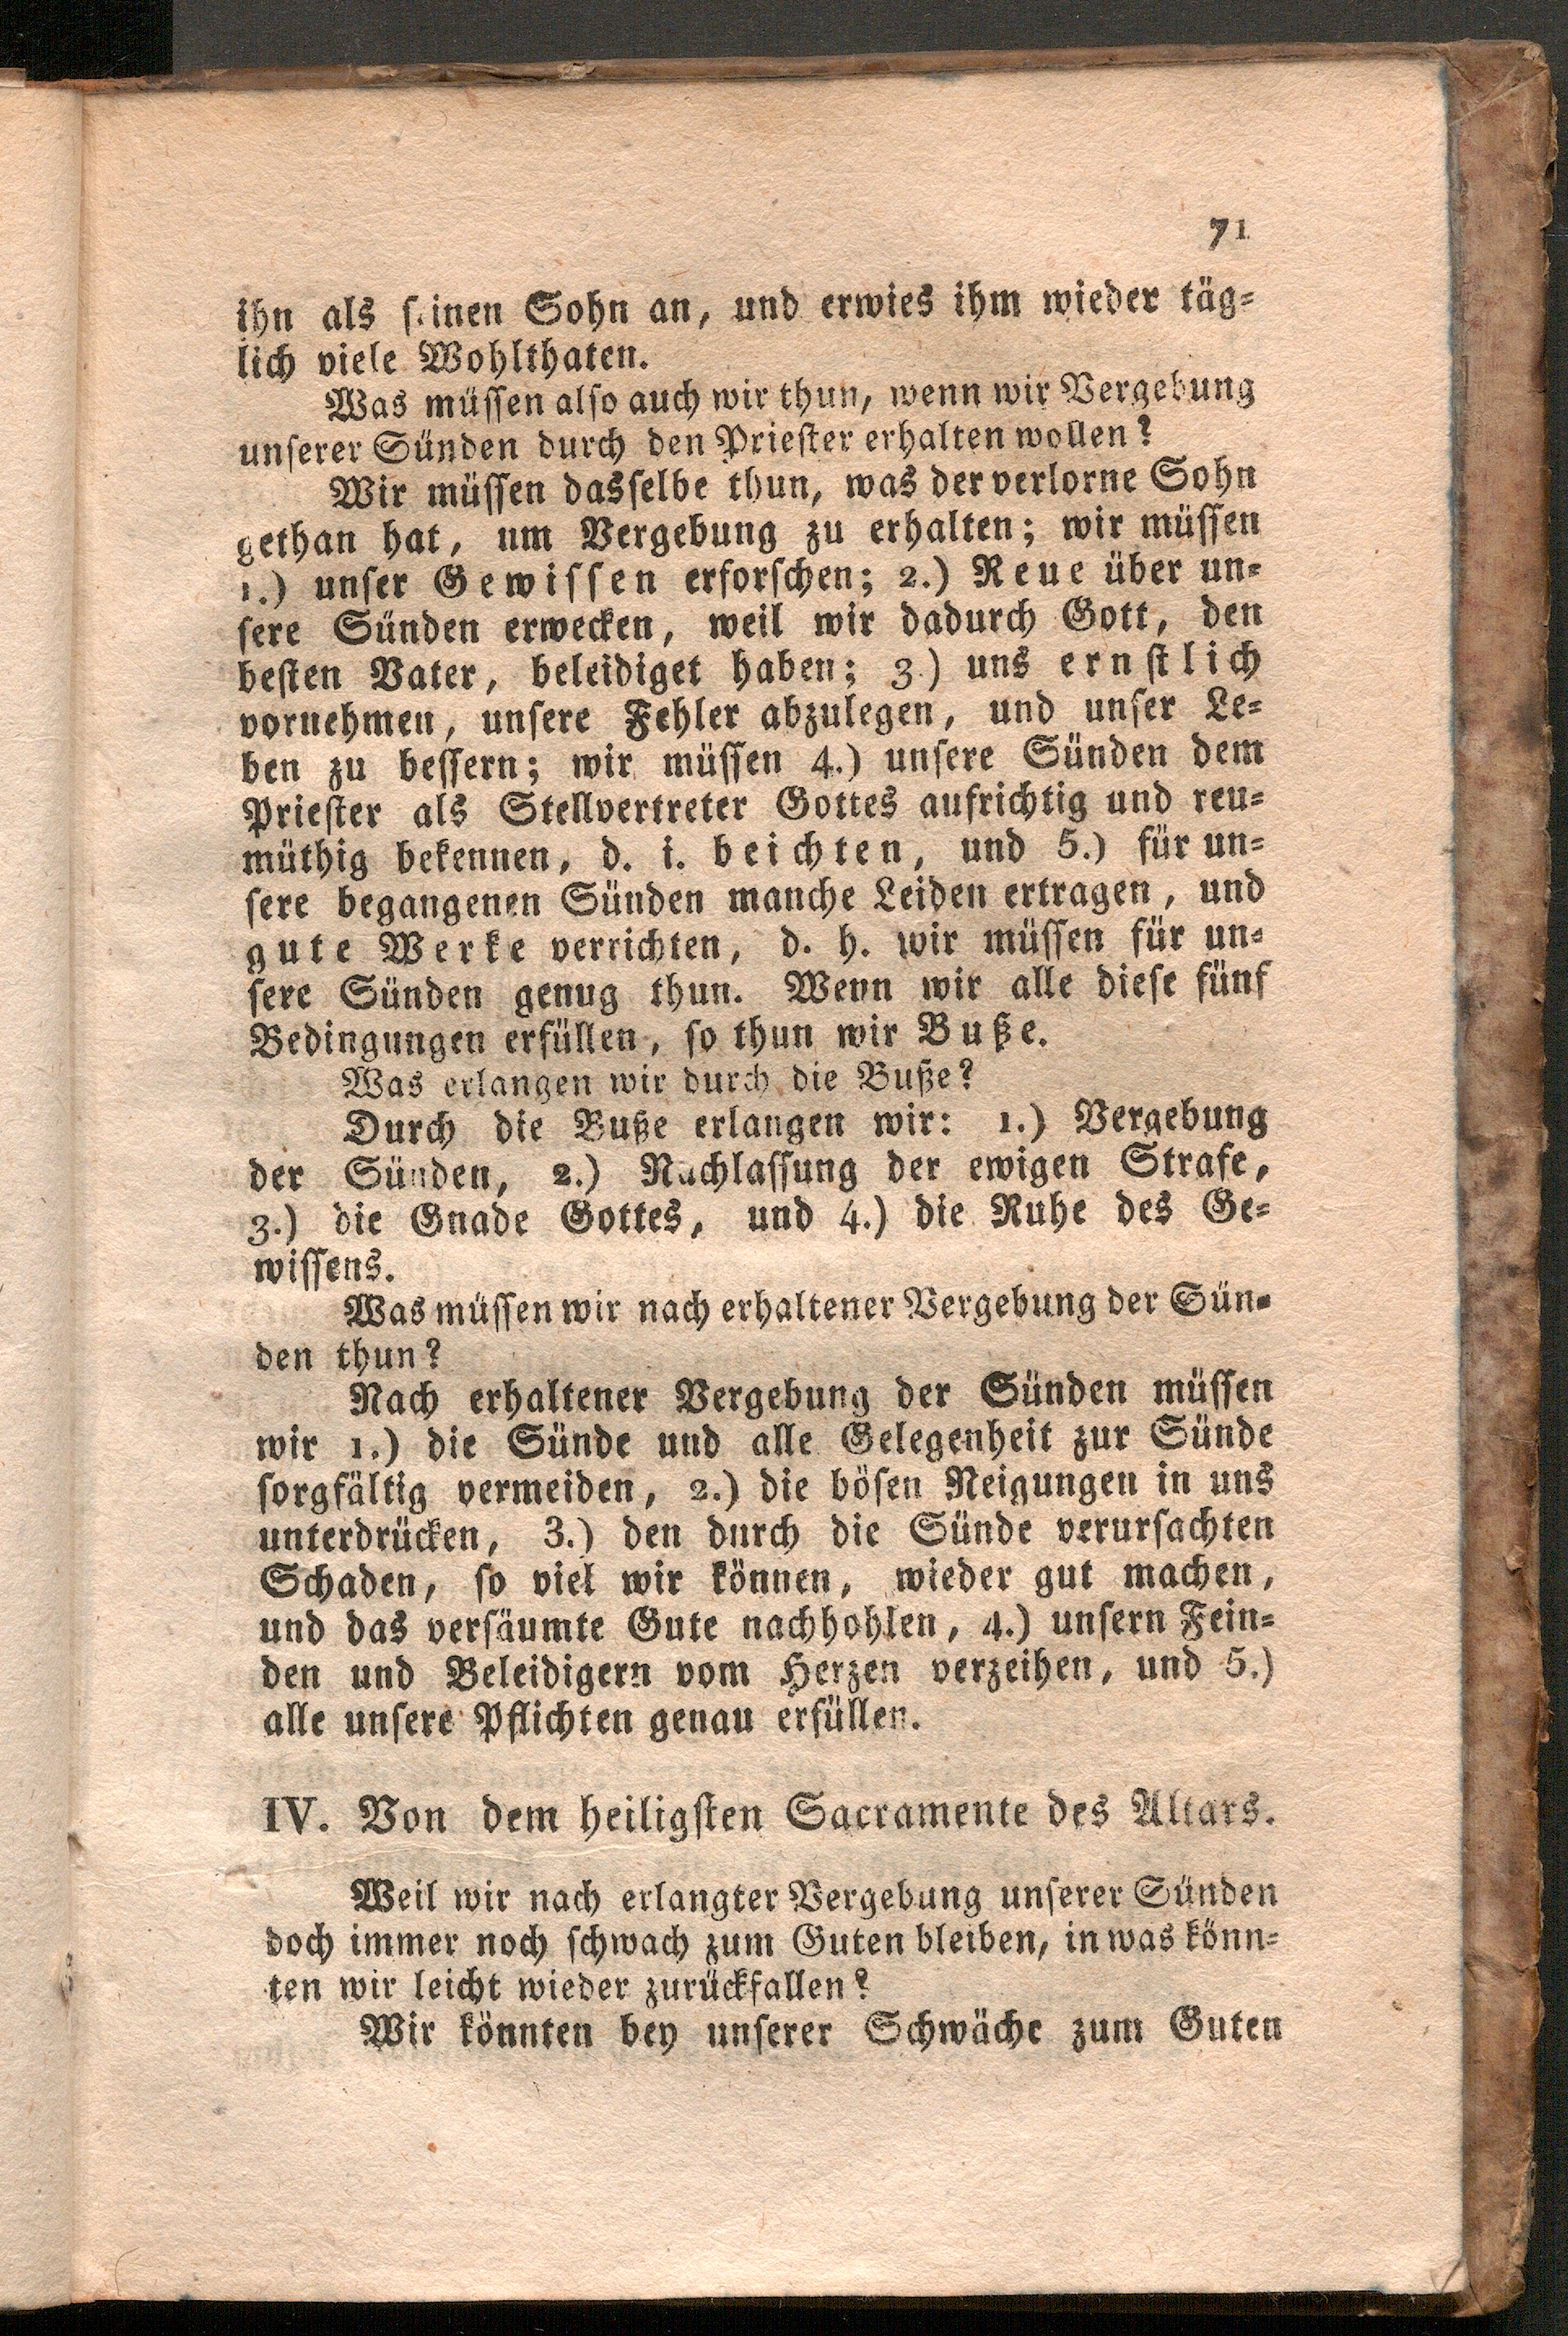 71
ihn als seinen Sohn an, und erwies ihm wieder täg-
lich viele Wohlthaten.
Was müssen also auch wir thun, wenn wir Vergebung
unserer Sünden durch den Priester erhalten wollen?
Wir müssen dasselbe thun, was der verlorne Sohn
gethan hat, um Vergebung zu erhalten; wir müssen
1.) unser Gewissen erforschen; 2.) Reue über un-
sere Sünden erwecken, weil wir dadurch Gott, den
besten Vater, beleidiget haben; 3.) uns ernstlich
vornehmen, unsere Fehler abzulegen, und unser Le-
ben zu bessern; wir müssen 4.) unsere Sünden dem
Priester als Stellvertreter Gottes aufrichtig und reu-
müthig bekennen, d. i. beichten, und 5.) für un-
sere begangenen Sünden manche Leiden ertragen, und
gute Werke verrichten, d. h. wir müssen für un-
sere Sünden genug thun. Wenn wir alle diese fünf
Bedingungen erfüllen, so thun wir Buße.
Was erlangen wir durch die Buße?
Durch die Buße erlangen wir: 1.) Vergebung
der Sünden, 2.) Nachlassung der ewigen Strafe,
3.) die Gnade Gottes, und 4.) die Ruhe des Ge-
wissens.
Was müssen wir nach erhaltener Vergebung der Sün-
den thun?
Nach erhaltener Vergebung der Sünden müssen
wir 1.) die Sünde und alle Gelegenheit zur Sünde
sorgfältig vermeiden, 2.) die bösen Neigungen in uns
unterdrücken, 3.) den durch die Sünde verursachten
Schaden, so viel wir können, wieder gut machen,
und das versäumte Gute nachhohlen, 4.) unsern Fein-
den und Beleidigern vom Herzen verzeihen, und 5.)
alle unsere Pflichten genau erfüllen.
IV. Von dem heiligsten Sacramente des Altars.
Weil wir nach erlangter Vergebung unserer Sünden
doch immer noch schwach zum Guten bleiben, in was könn-
ten wir leicht wieder zurückfallen?
Wir könnten bey unserer Schwäche zum Guten